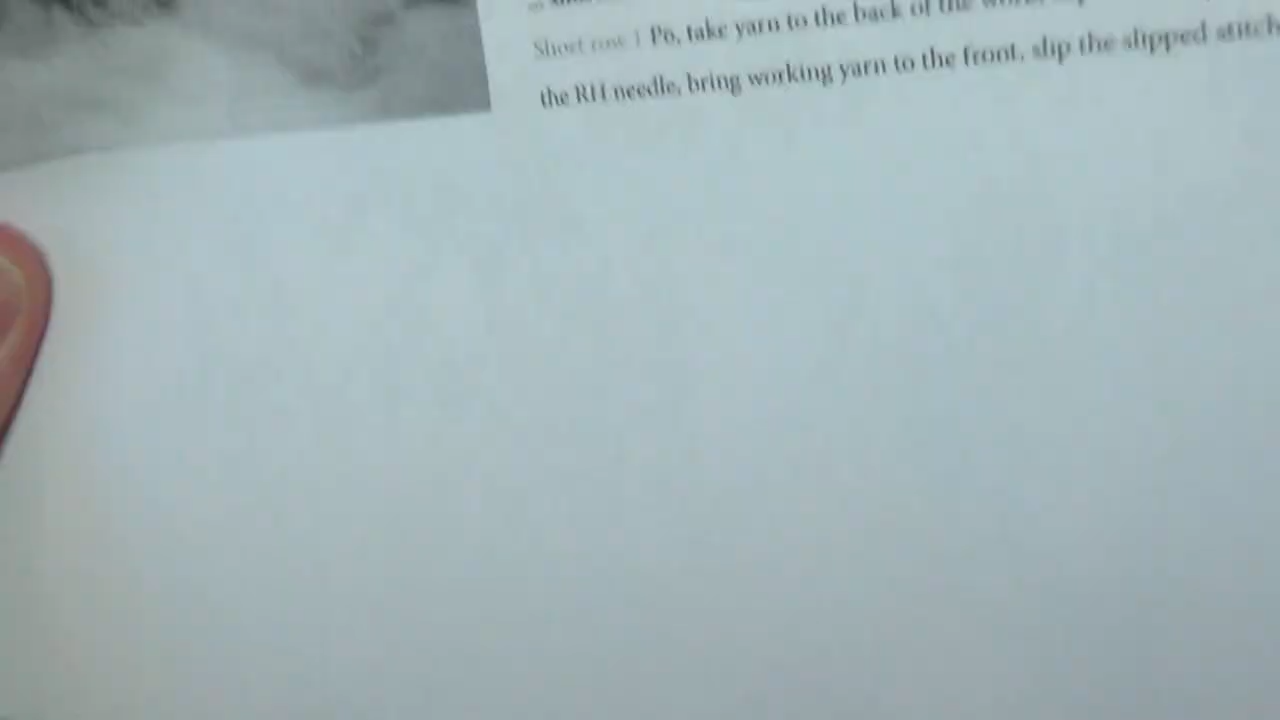 Short row 1 P6, take yarn to the back of the
the RH needle, bring working yarn to the front, slip the slipped stitch